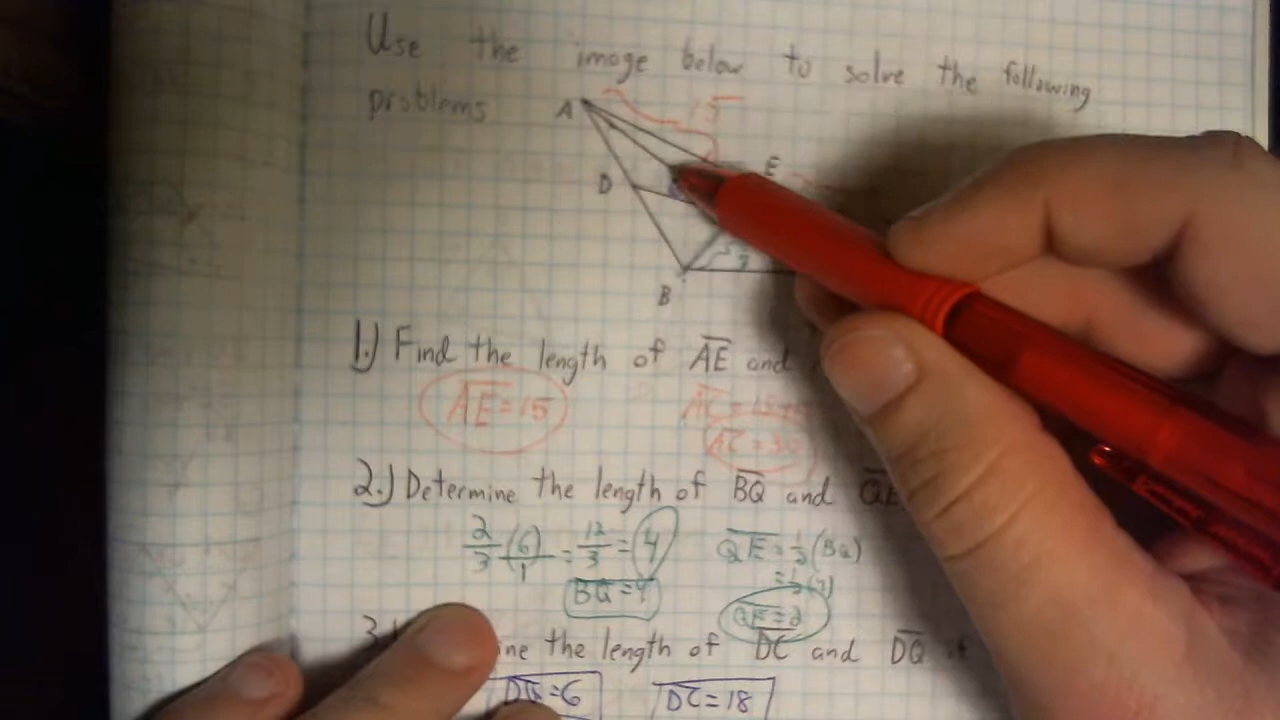 Use the image below to solve the following
problems
A
15
E
D
B
1.) Find the length of AE and
AE = 15
2.) Determine the length of BQ and
2/3 (6)/1 = 12/3 = 4
QE = 1/2 (BQ)
BQ = 4
QE = 2
the length of DC and DQ
DQ = 6
DC = 18